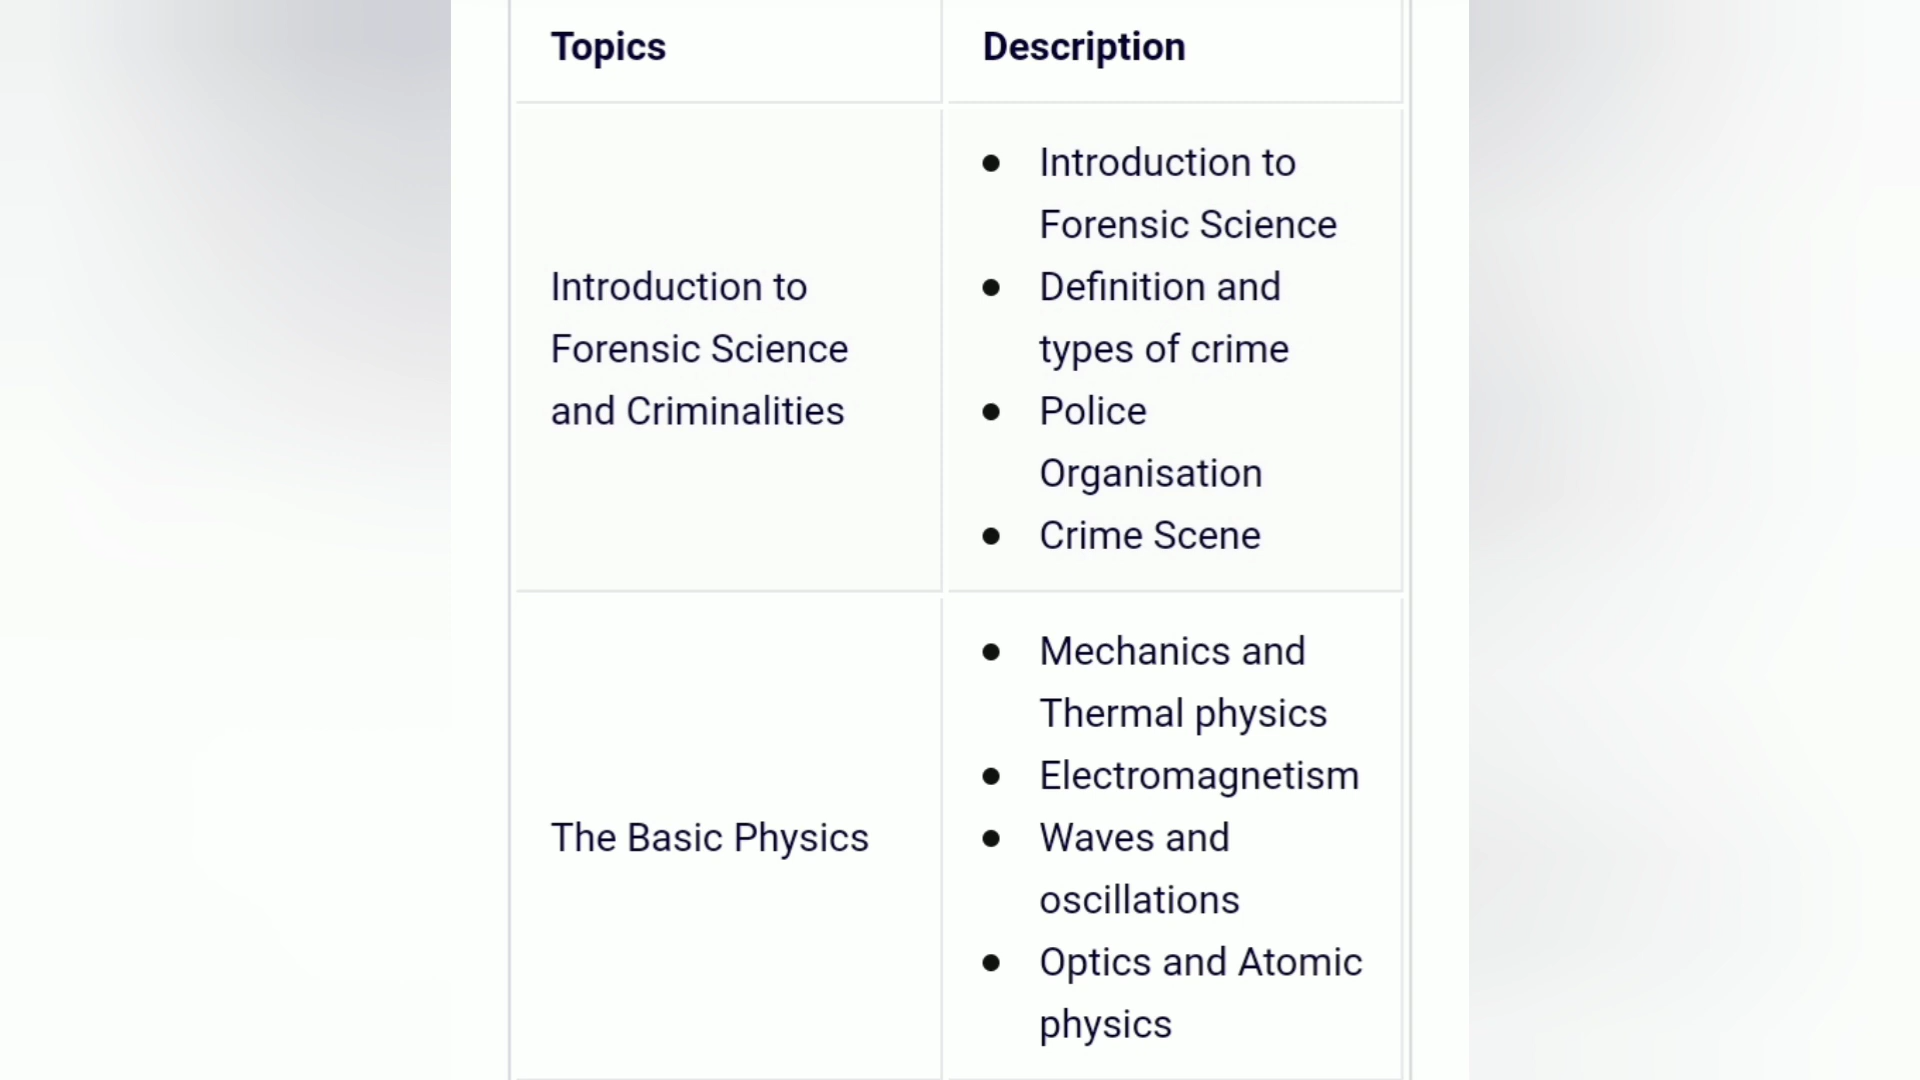 Topics
Description
Introduction to
Forensic Science
and Criminalities
Introduction to
Forensic Science
Definition and
types of crime
Police
Organisation
Crime Scene
The Basic Physics
Mechanics and
Thermal physics
Electromagnetism
Waves and
oscillations
Optics and Atomic
physics